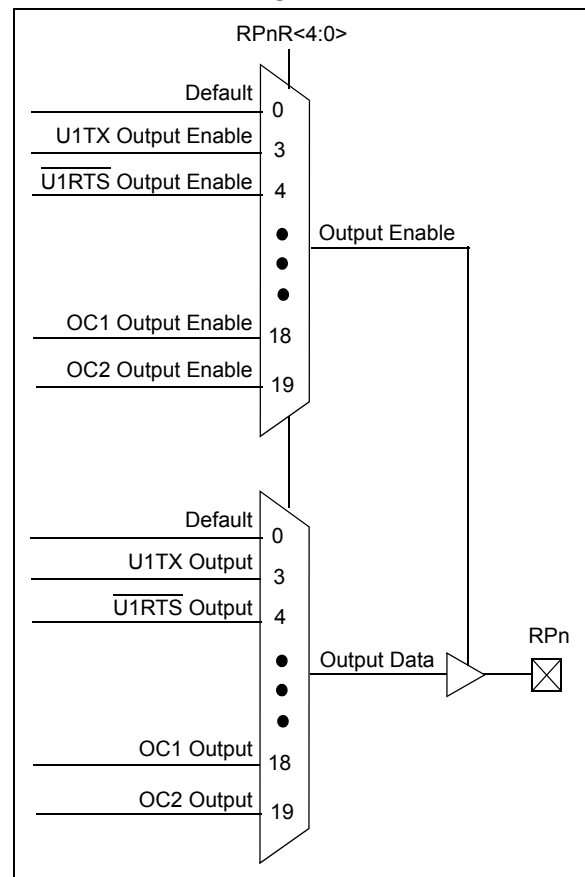 RPnR<4:0>
Default
0
U1TX Output Enable
3
U1RTS Output Enable
4
Output Enable
OC1 Output Enable
18
OC2 Output Enable
19
Default
0
U1TX Output
3
U1RTS Output
4
RPn
Output Data
OC1 Output
18
OC2 Output
19